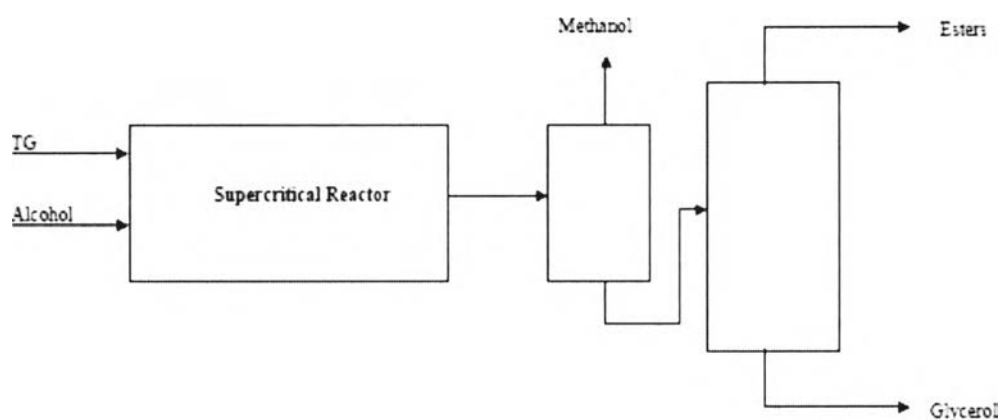 Methanol
Esters
TG
Supercritical Reactor
Alcohol
Glycerol